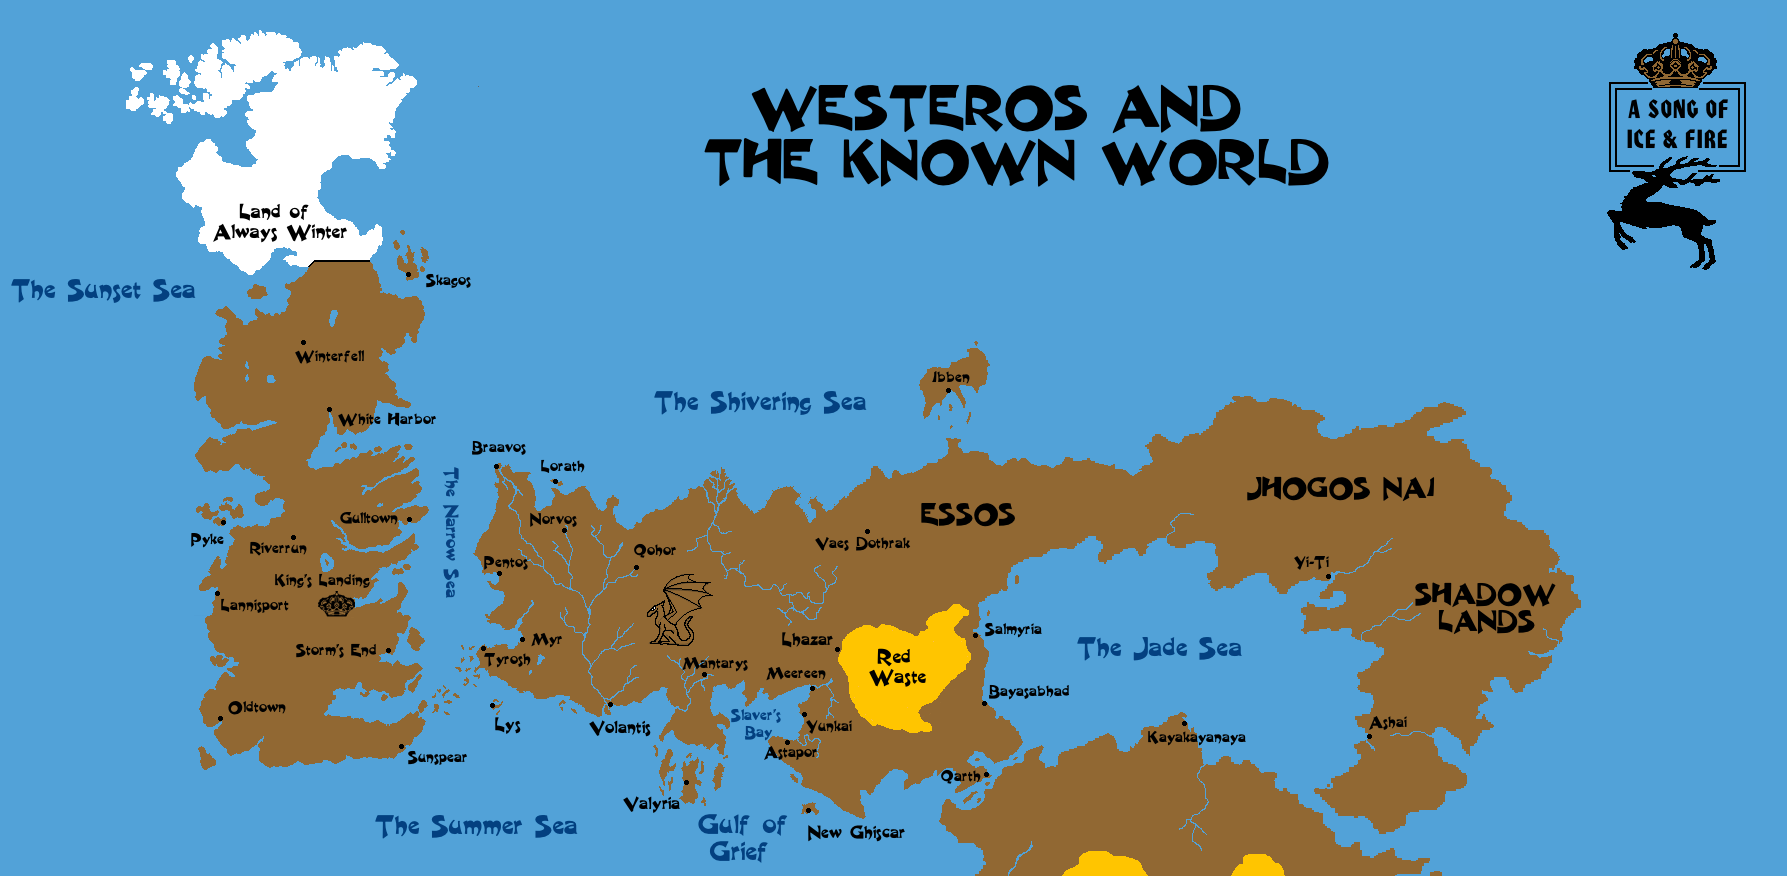 WESTEROS AND
THE KNOWN WORLD
A SONG OF
ICE & FIRE
Land of
Always Winter
The Sunset Sea
Skagos
Winterfell
White Harbor
The Shivering Sea
Ibben
Braavos
Lorath
The Narrow Sea
JHOGOS NAI
ESSOS
Gulltown
Norvos
Pyke
Riverrun
Qohor
Vaes Dothrak
Pentos
Yi-Ti
King's Landing
Lannisport
SHADOW
LANDS
Salmyria
Myr
Lhazar
The Jade Sea
Storm's End
Tyrosh
Mantarys
Red
Waste
Meereen
Bayasabhad
Oldtown
Slaver's
Bay
Lys
Volantis
Yunkai
Ashai
Kayakayanaya
Astapor
Sunspear
Qarth
Valyria
The Summer Sea
Gulf of
Grief
New Ghiscar